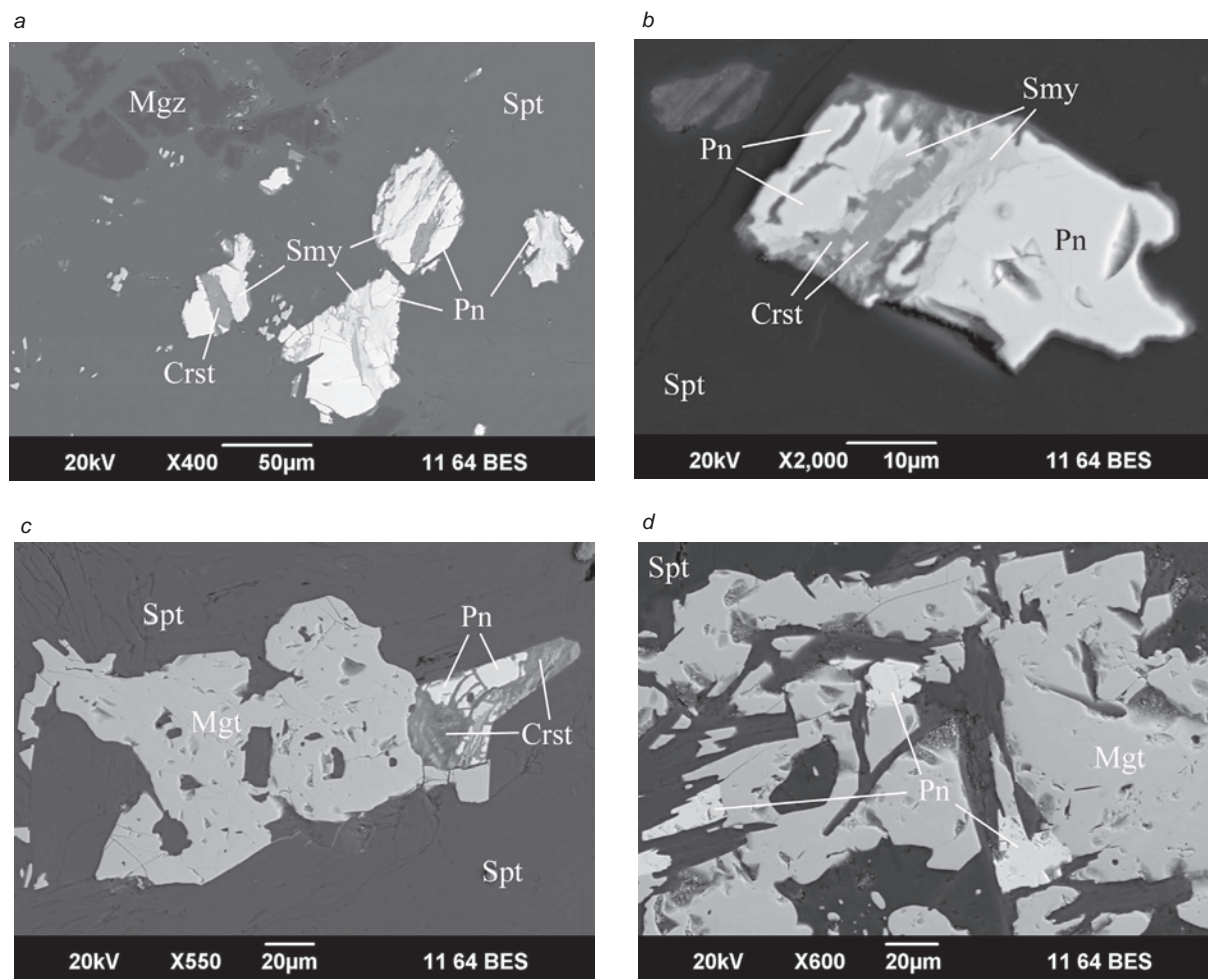 a
Mgz
Spt
Smy
Pn
Crst
20kV X400 50µm 11 64 BES
b
Smy
Pn
Pn
Crst
Spt
20kV X2,000 10µm 11 64 BES
c
Spt
Pn
Mgt
Crst
Spt
20kV X550 20µm 11 64 BES
d
Spt
Mgt
Pn
20kV X600 20µm 11 64 BES